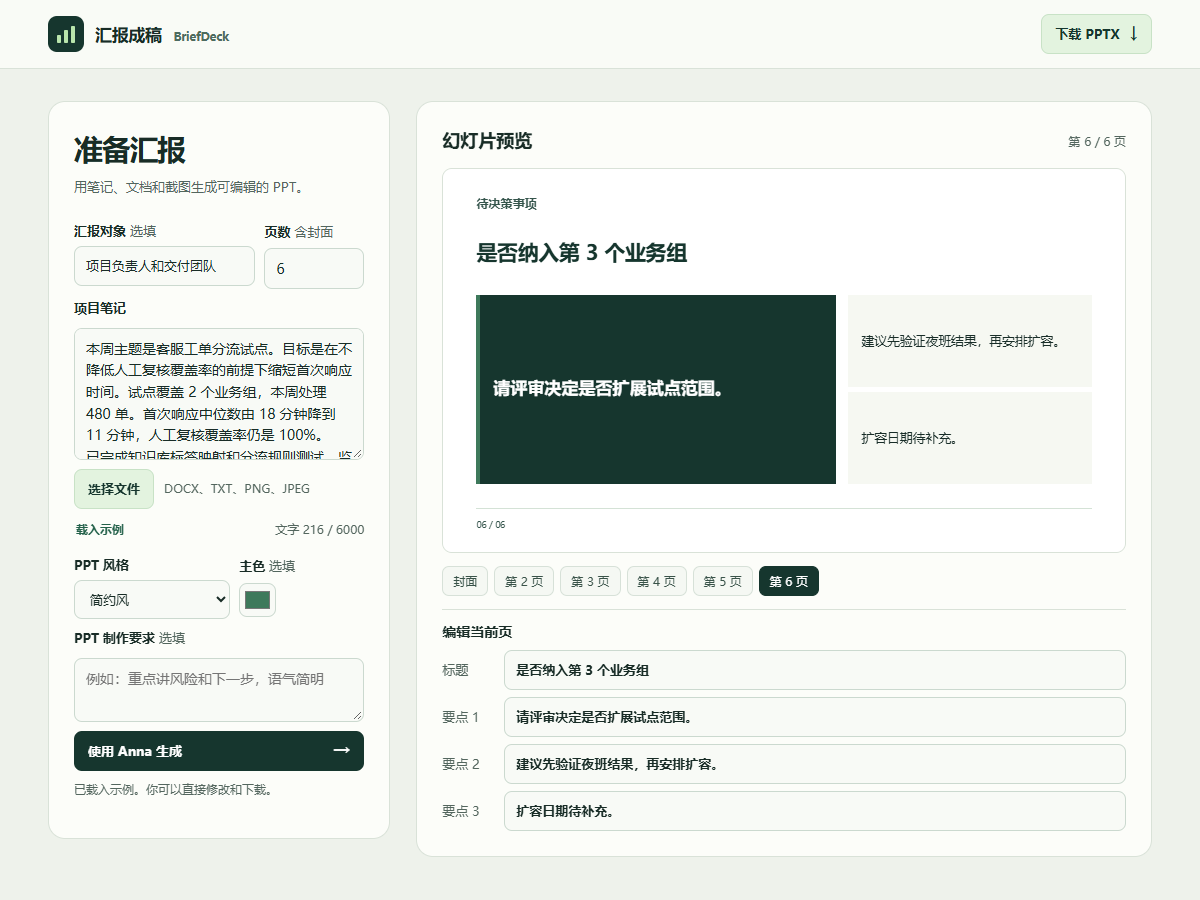 汇报成稿 BriefDeck
下载 PPTX ↓
准备汇报
用笔记、文档和截图生成可编辑的 PPT。
汇报对象 选填
页数 含封面
项目负责人和交付团队
6
项目笔记
本周主题是客服工单分流试点。目标是在不
降低人工复核覆盖率的前提下缩短首次响应
时间。试点覆盖 2 个业务组，本周处理
480 单。首次响应中位数由 18 分钟降到
11 分钟，人工复核覆盖率仍是 100%。
已完成知识库标签映射和分流规则测试。
选择文件
DOCX、TXT、PNG、JPEG
载入示例
文字 216 / 6000
PPT 风格
主色 选填
简约风
PPT 制作要求 选填
例如：重点讲风险和下一步，语气简明
使用 Anna 生成 →
已载入示例。你可以直接修改和下载。
幻灯片预览
第 6 / 6 页
待决策事项
是否纳入第 3 个业务组
请评审决定是否扩展试点范围。
建议先验证夜班结果，再安排扩容。
扩容日期待补充。
06 / 06
封面
第 2 页
第 3 页
第 4 页
第 5 页
第 6 页
编辑当前页
标题
是否纳入第 3 个业务组
要点 1
请评审决定是否扩展试点范围。
要点 2
建议先验证夜班结果，再安排扩容。
要点 3
扩容日期待补充。